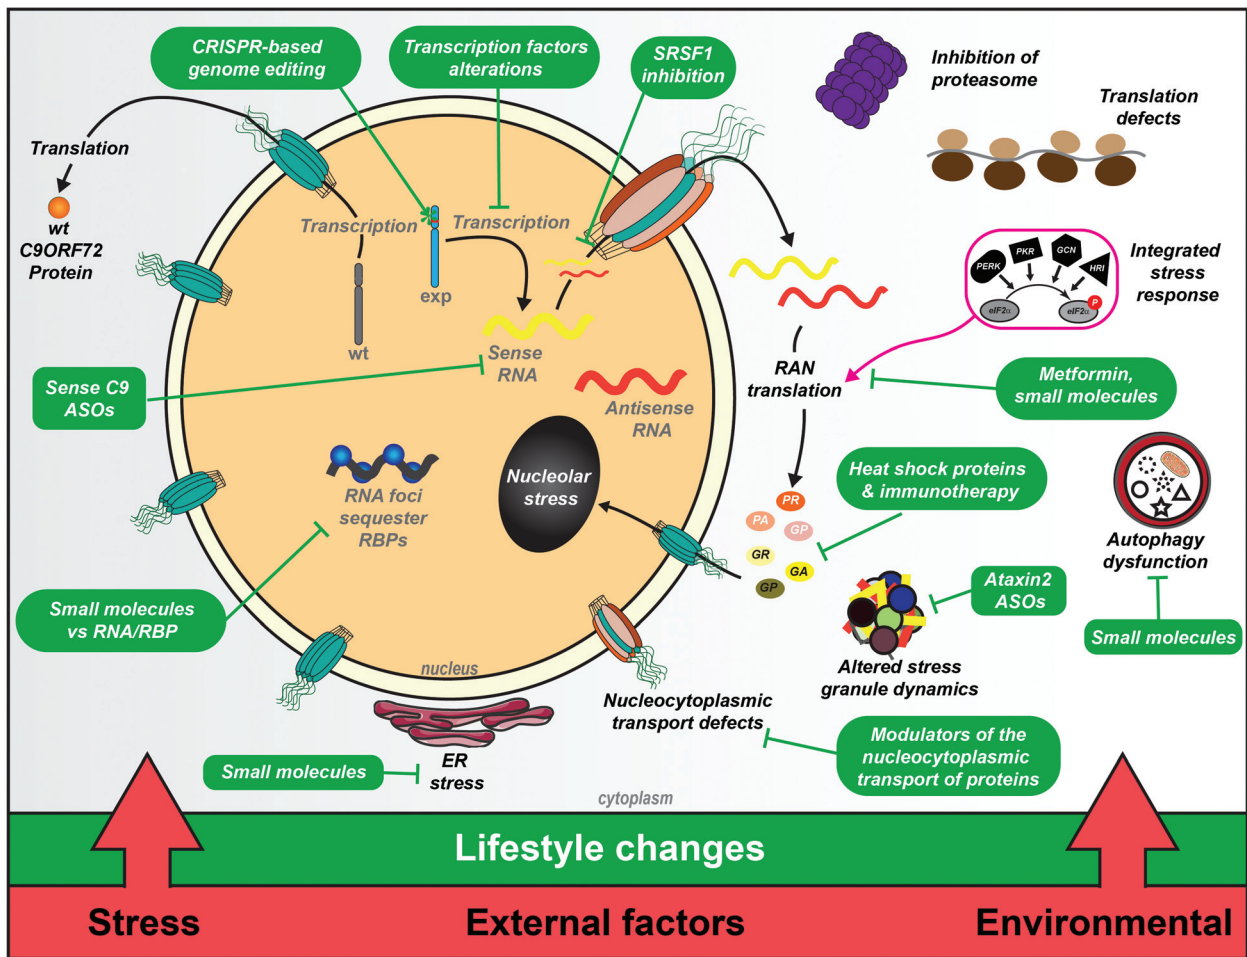 CRISPR-based
genome editing
Transcription factors
alterations
SRSF1
inhibition
Inhibition of
proteasome
Translation
defects
Translation
wt
C9ORF72
Protein
Transcription
wt
exp
Transcription
Sense
RNA
Antisense
RNA
Sense C9
ASOs
RNA foci
sequester
RBPs
Nucleolar
stress
Small molecules
vs RNA/RBP
nucleus
RAN
translation
PERK
PKR
GCN
HRI
eIF2α
eIF2α
P
Integrated
stress
response
Metformin,
small molecules
Heat shock proteins
& immunotherapy
PR
PA
GP
GR
GA
GP
Autophagy
dysfunction
Small molecules
Ataxin2
ASOs
Altered stress
granule dynamics
Nucleocytoplasmic
transport defects
Modulators of the
nucleocytoplasmic
transport of proteins
Small molecules
ER
stress
cytoplasm
Lifestyle changes
Stress
External factors
Environmental